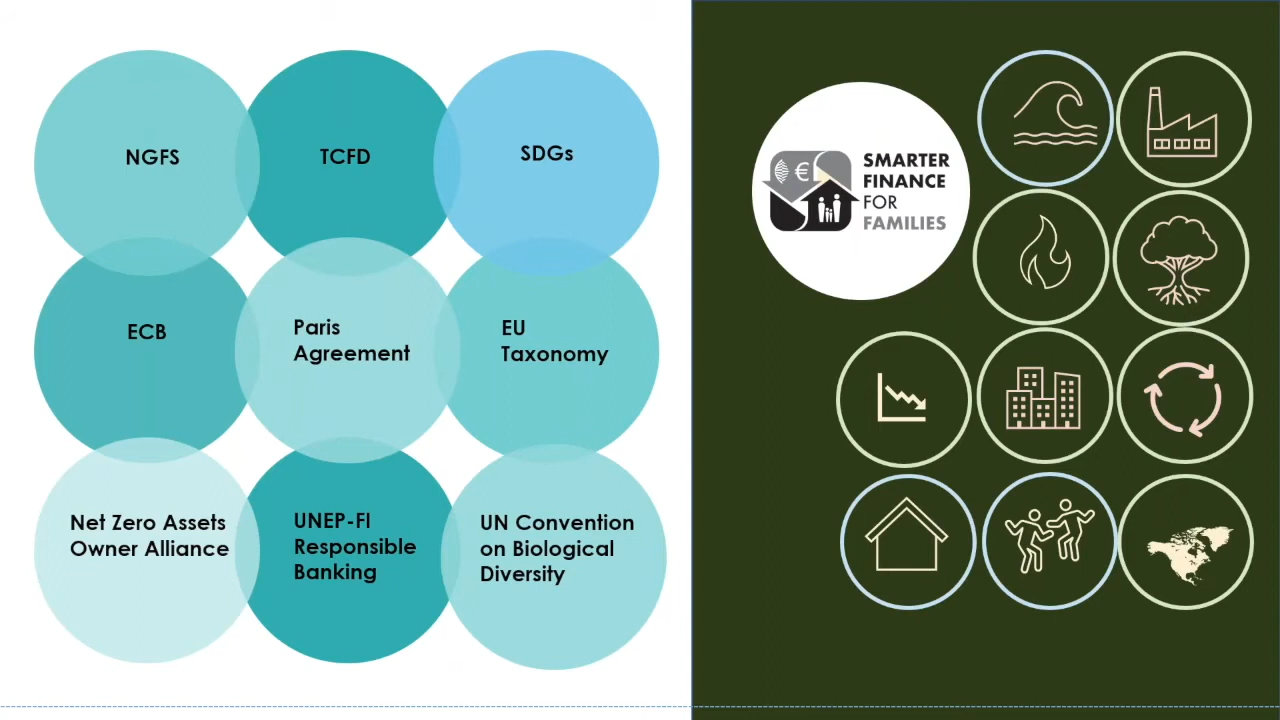 NGFS
TCFD
SDGs
ECB
Paris
Agreement
EU
Taxonomy
Net Zero Assets
Owner Alliance
UNEP-FI
Responsible
Banking
UN Convention
on Biological
Diversity
€
SMARTER
FINANCE
FOR
FAMILIES